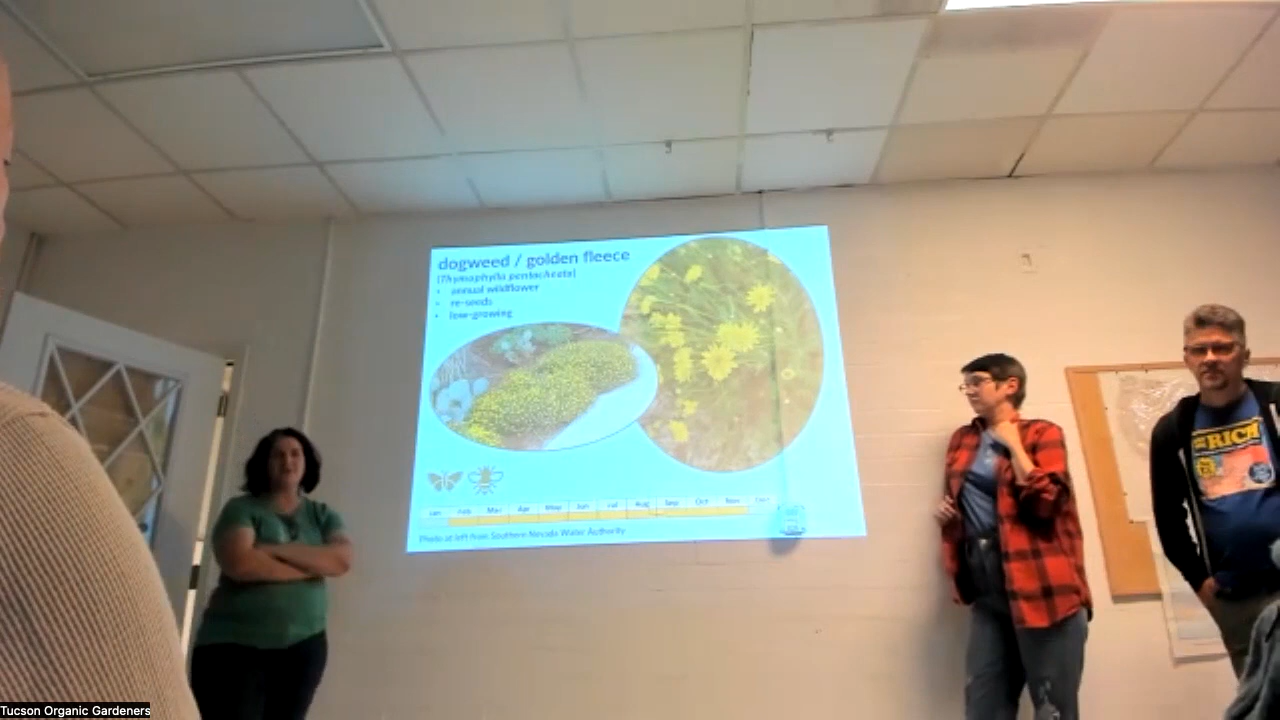 dogweed / golden fleece
(Thymophylla pentachaeta)
• annual wildflower
• re-seeds
• low-growing
Jan Feb Mar Apr May Jun Jul Aug Sep Oct Nov Dec
Photo at left from Southern Nevada Water Authority
RICH
Tucson Organic Gardeners